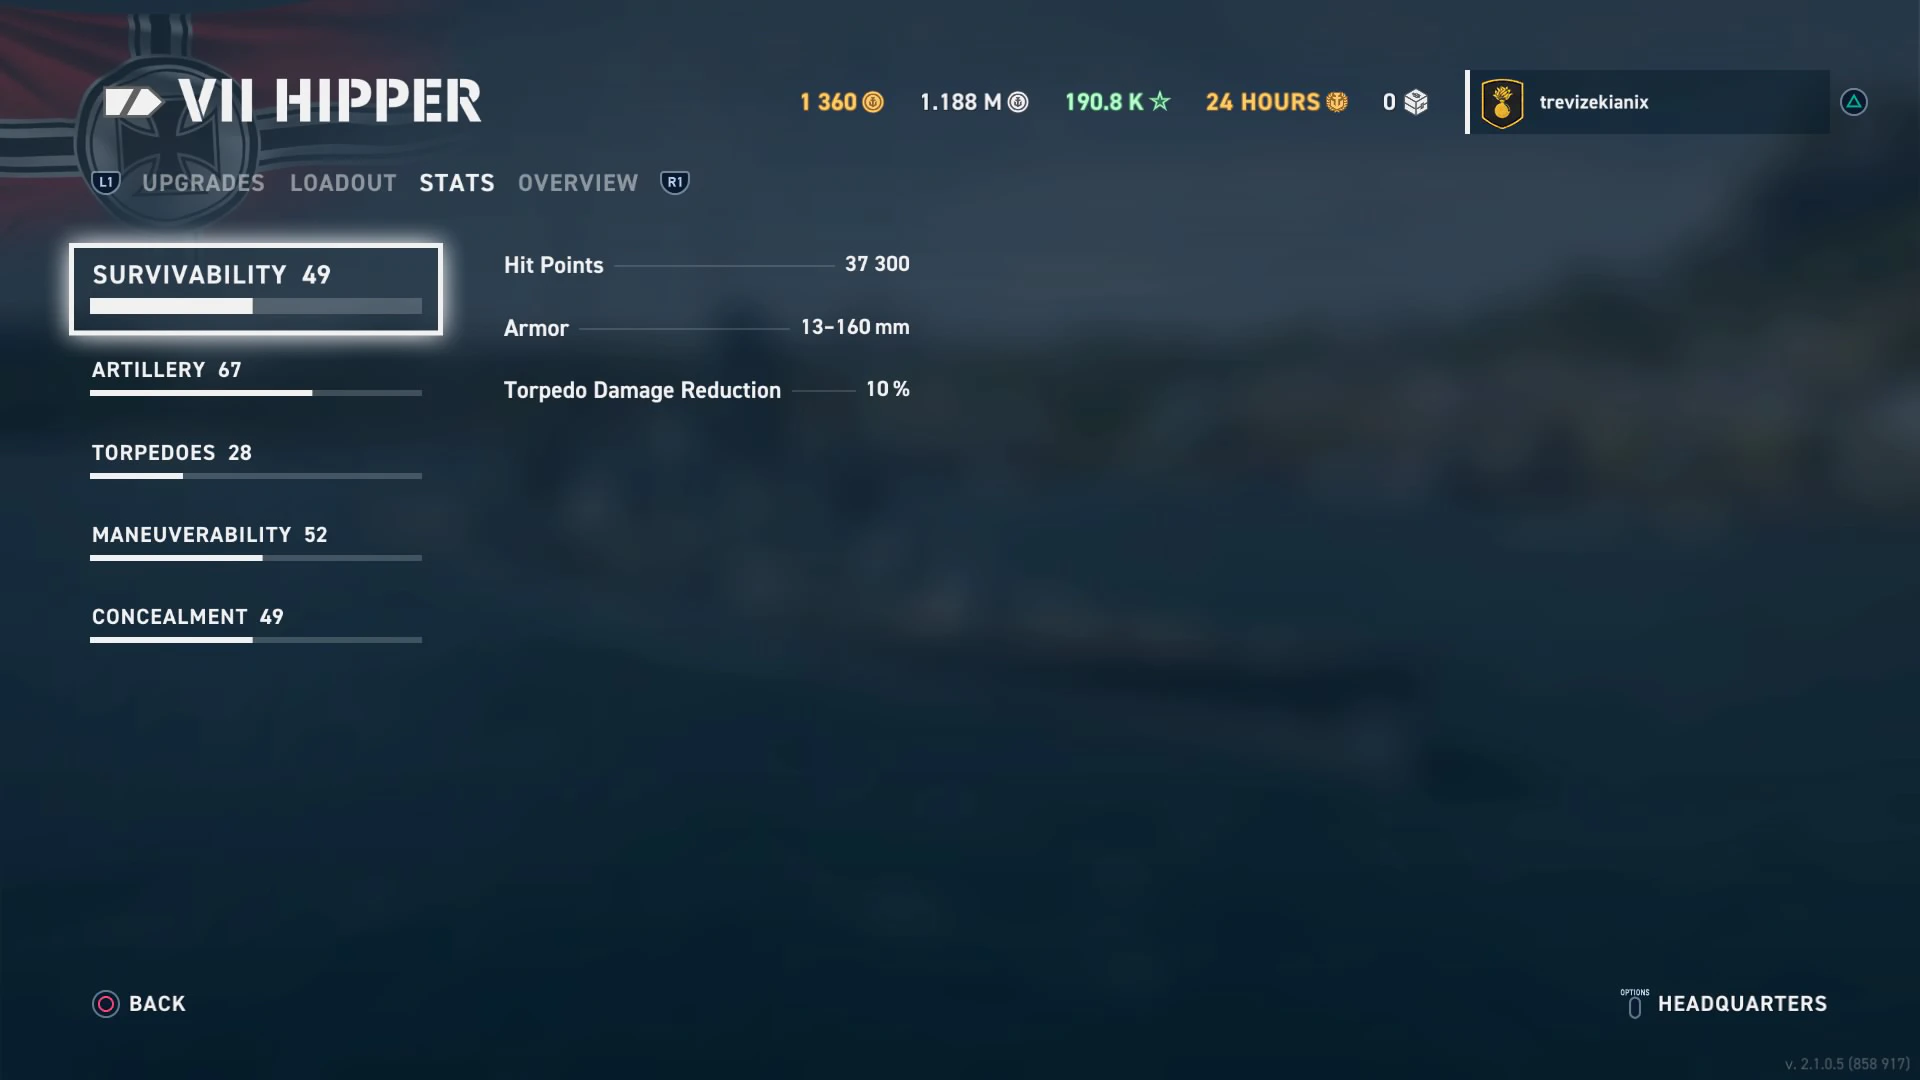 VII HIPPER
1 360
1.188 M
190.8 K
24 HOURS
0
trevizekianix
L1 UPGRADES LOADOUT STATS OVERVIEW R1
SURVIVABILITY 49
ARTILLERY 67
TORPEDOES 28
MANEUVERABILITY 52
CONCEALMENT 49
Hit Points 37 300
Armor 13-160 mm
Torpedo Damage Reduction 10 %
BACK
OPTIONS
HEADQUARTERS
v. 2.1.0.5 (858 917)